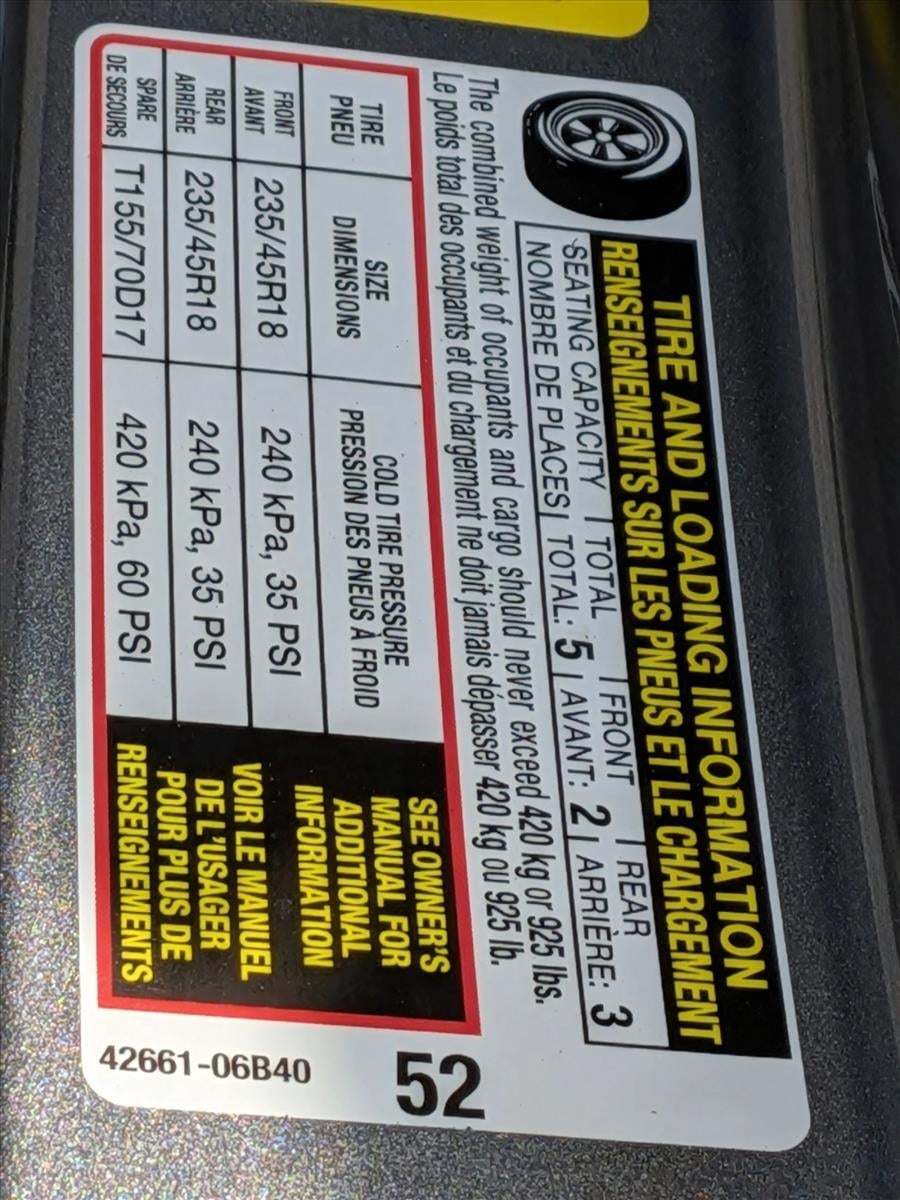 TIRE AND LOADING INFORMATION
RENSEIGNEMENTS SUR LES PNEUS ET LE CHARGEMENT
SEATING CAPACITY | TOTAL | FRONT | REAR
NOMBRE DE PLACES | TOTAL: 5 | AVANT: 2 | ARRIÈRE: 3
The combined weight of occupants and cargo should never exceed 420 kg or 925 lbs.
Le poids total des occupants et du chargement ne doit jamais dépasser 420 kg ou 925 lb.
TIRE
PNEU
SIZE
DIMENSIONS
COLD TIRE PRESSURE
PRESSION DES PNEUS À FROID
FRONT
AVANT
235/45R18
240 kPa, 35 PSI
REAR
ARRIÈRE
235/45R18
240 kPa, 35 PSI
SPARE
DE SECOURS
T155/70D17
420 kPa, 60 PSI
SEE OWNER'S
MANUAL FOR
ADDITIONAL
INFORMATION
VOIR LE MANUEL
DE L'USAGER
POUR PLUS DE
RENSEIGNEMENTS
52
42661-06B40